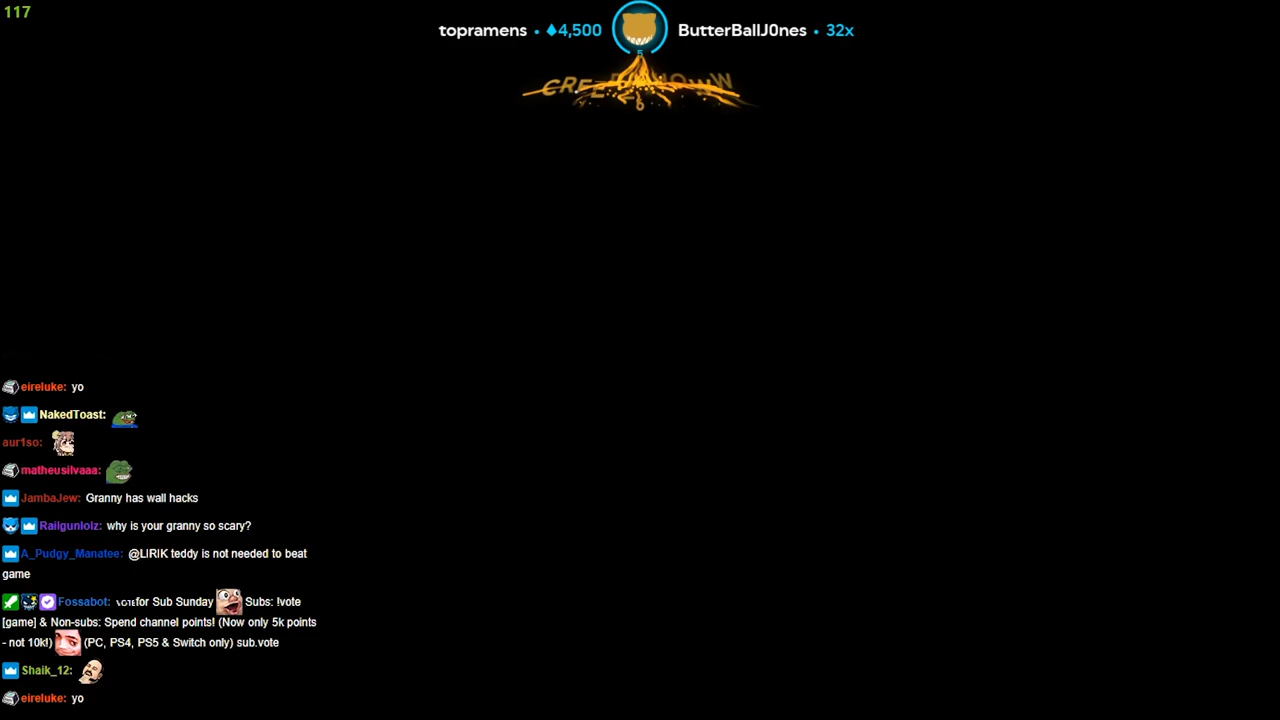 117
topramens • 4,500 ButterBallJ0nes • 32x
5
eireluke: yo
NakedToast:
aur1so:
matheusilvaaa:
JambaJew: Granny has wall hacks
Railgunloiz: why is your granny so scary?
A_Pudgy_Manatee: @LIRIK teddy is not needed to beat
game
Fossabot: VOTE for Sub Sunday Subs: !vote
[game] & Non-subs: Spend channel points! (Now only 5k points
- not 10k!) (PC, PS4, PS5 & Switch only) sub.vote
Shaik_12:
eireluke: yo